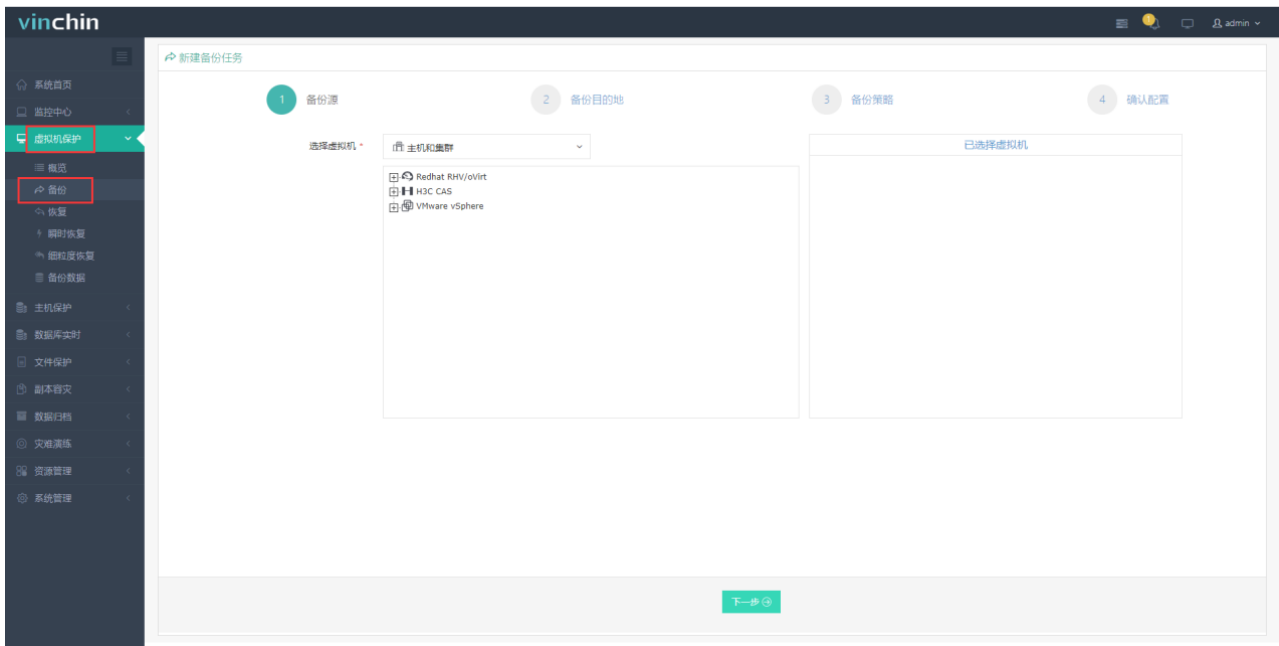 vinchin
admin
系统首页
监控中心
虚拟机保护
概览
备份
恢复
瞬时恢复
细粒度恢复
备份数据
主机保护
数据库实时
文件保护
副本容灾
数据归档
灾难演练
资源管理
系统管理
新建备份任务
1 备份源
2 备份目的地
3 备份策略
4 确认配置
选择虚拟机 *
主机和集群
Redhat RHV/oVirt
H3C CAS
VMware vSphere
已选择虚拟机
下一步